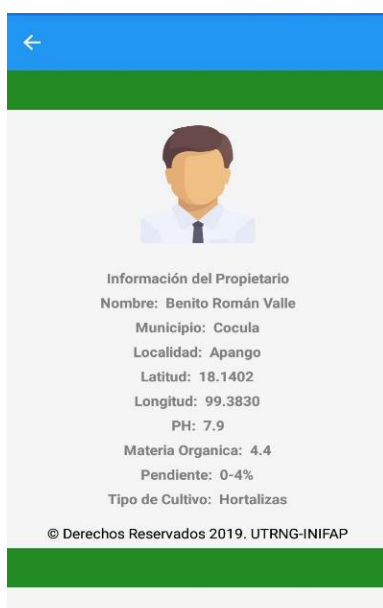 Información del Propietario
Nombre: Benito Román Valle
Municipio: Cocula
Localidad: Apango
Latitud: 18.1402
Longitud: 99.3830
PH: 7.9
Materia Organica: 4.4
Pendiente: 0-4%
Tipo de Cultivo: Hortalizas
© Derechos Reservados 2019. UTRNG-INIFAP